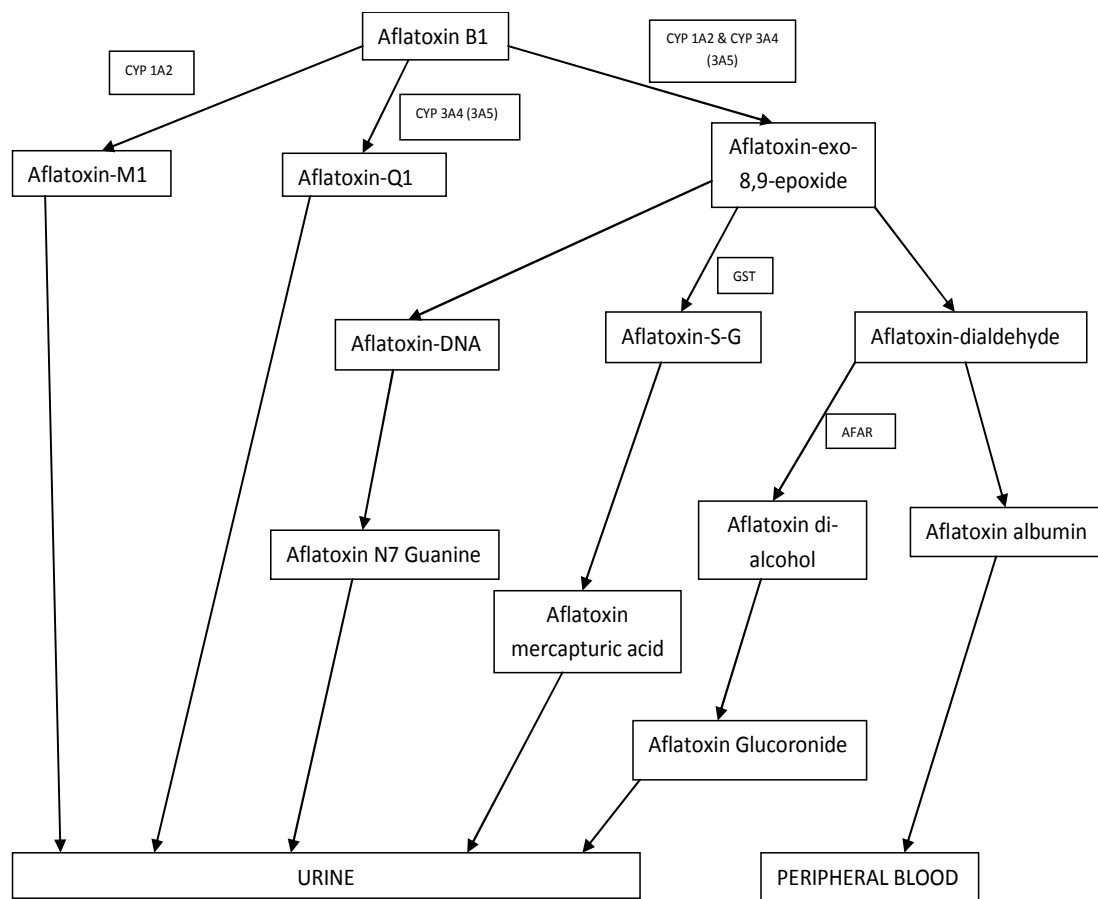 Aflatoxin B1
CYP 1A2 & CYP 3A4
(3A5)
CYP 1A2
CYP 3A4 (3A5)
Aflatoxin-M1
Aflatoxin-Q1
Aflatoxin-exo-
8,9-epoxide
GST
Aflatoxin-DNA
Aflatoxin-S-G
Aflatoxin-dialdehyde
AFAR
Aflatoxin N7 Guanine
Aflatoxin di-
alcohol
Aflatoxin albumin
Aflatoxin
mercapturic acid
Aflatoxin Glucoronide
URINE
PERIPHERAL BLOOD